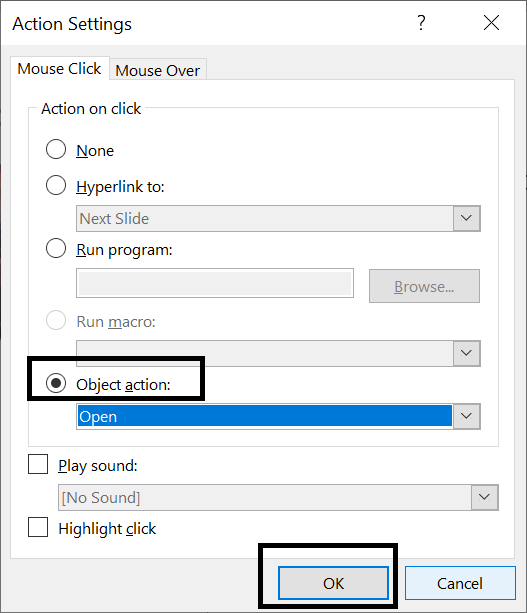 Action Settings ?
Mouse Click Mouse Over
Action on click
None
Hyperlink to:
Next Slide
Run program:
Browse...
Run macro:
Object action:
Open
Play sound:
[No Sound]
Highlight click
OK Cancel